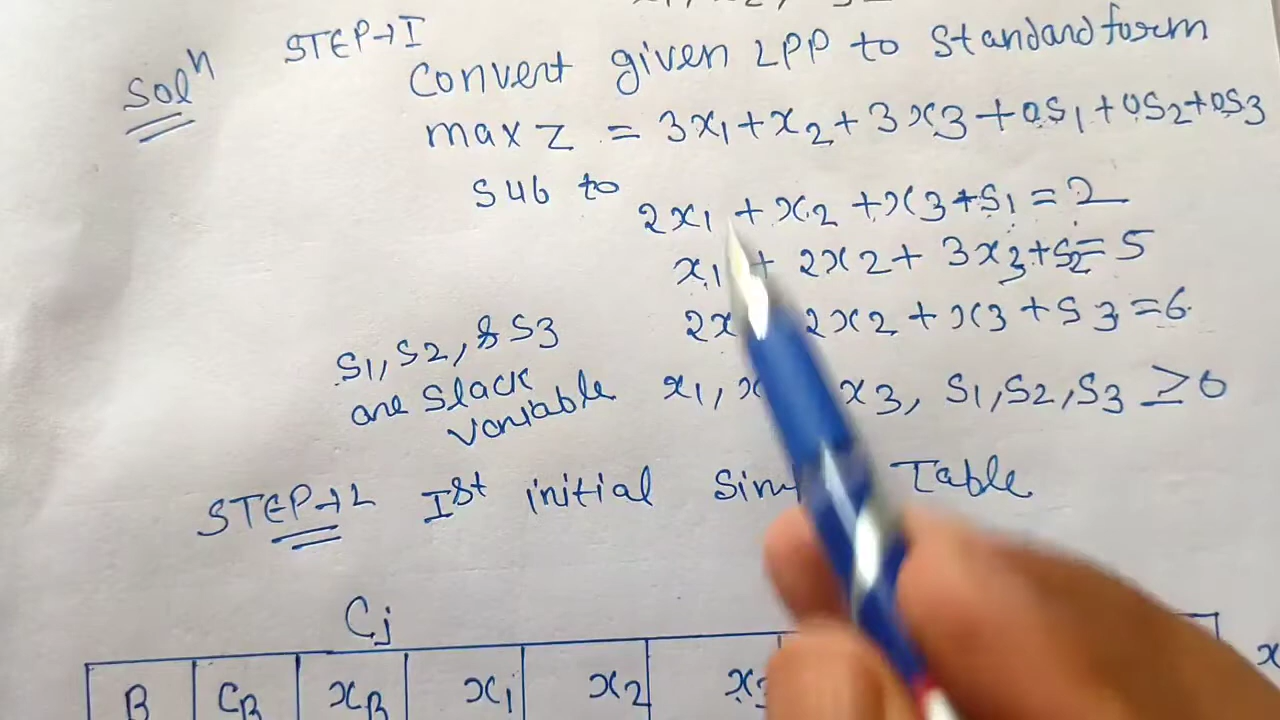 Solⁿ STEP→I
Convert given LPP to Standard form
max Z = 3x₁+x₂+3x₃+0S₁+0S₂+0S₃
Sub to
2x₁+x₂+x₃+S₁=2
x₁+2x₂+3x₃+S₂=5
2x 2x₂+x₃+S₃=6
S₁,S₂,&S₃
are Slack
variable
x₁, x₃, S₁,S₂,S₃ ≥0
STEP→2 Ist initial Table
Cj
B CB xB x₁ x₂ x₃